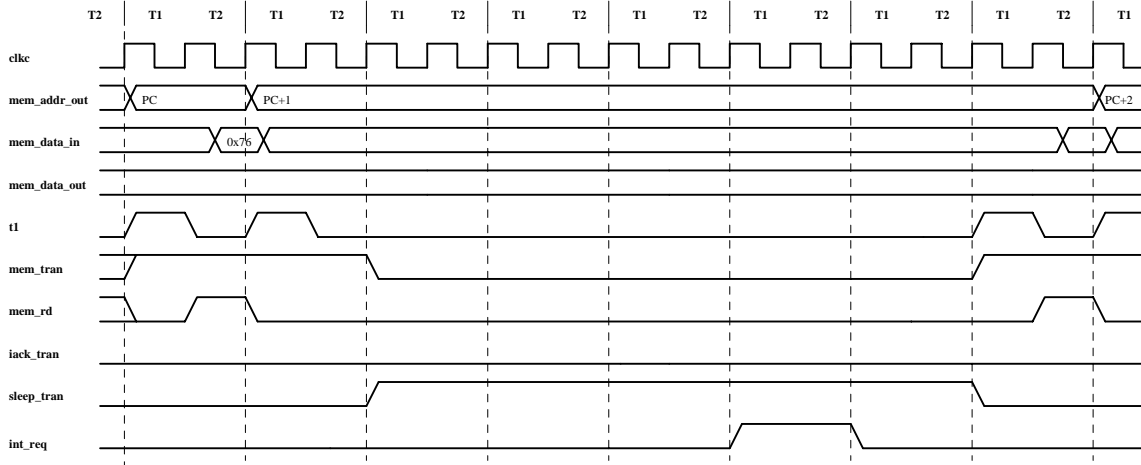 T2 T1 T2 T1 T2 T1 T2 T1 T2 T1 T2 T1 T2 T1 T2 T1 T2 T1
clkc
mem_addr_out PC PC+1 PC+2
mem_data_in 0x76
mem_data_out
t1
mem_tran
mem_rd
iack_tran
sleep_tran
int_req